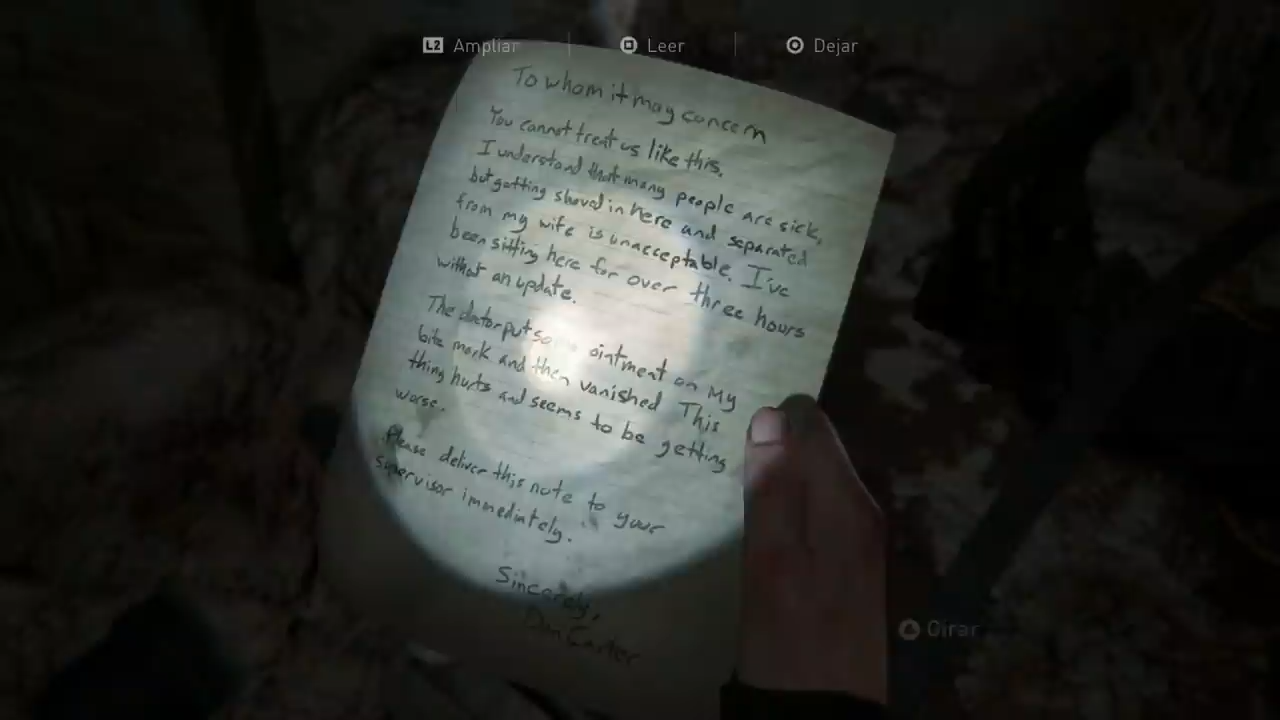 L2 Ampliar
Leer
Dejar
To whom it may concern
You cannot treat us like this.
I understand that many people are sick,
but getting shoved in here and separated
from my wife is unacceptable. I've
been sitting here for over three hours
without an update.
The doctor put some ointment on my
bite mark and then vanished This
thing hurts and seems to be getting
worse.
Please deliver this note to your
supervisor immediately.
Sincerely,
Dan Carter
Girar